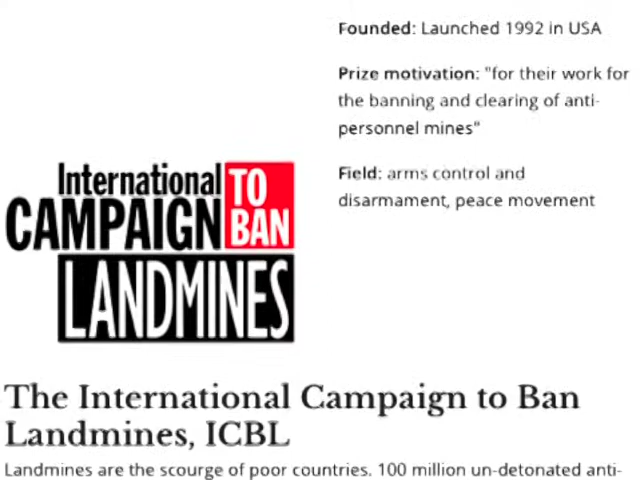 Founded: Launched 1992 in USA
Prize motivation: "for their work for
the banning and clearing of anti-
personnel mines"
Field: arms control and
disarmament, peace movement
International TO
CAMPAIGN BAN
LANDMINES
The International Campaign to Ban
Landmines, ICBL
Landmines are the scourge of poor countries. 100 million un-detonated anti-